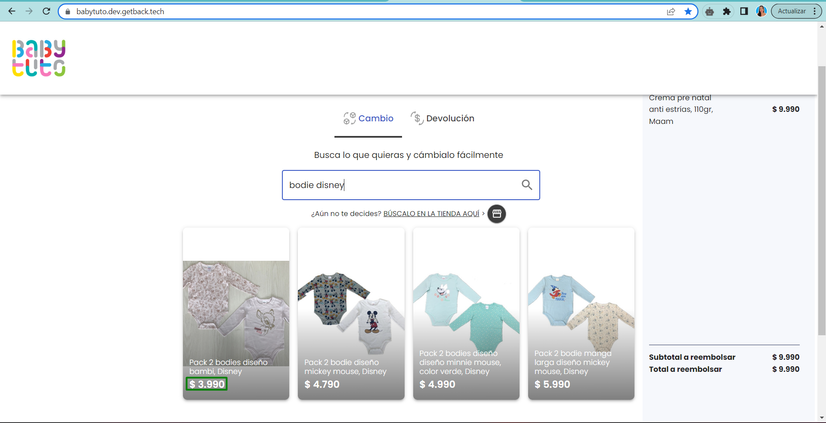 babytuto.dev.getback.tech
Actualizar
BABY
TUTO
Cambio
Devolución
Busca lo que quieras y cámbialo fácilmente
bodie disney
¿Aún no te decides? BÚSCALO EN LA TIENDA AQUÍ >
Pack 2 bodies diseño
bambi, Disney
$ 3.990
Pack 2 bodie diseño
mickey mouse, Disney
$ 4.790
Pack 2 bodies diseño
diseño minnie mouse,
color verde, Disney
$ 4.990
Pack 2 bodie manga
larga diseño mickey
mouse, Disney
$ 5.990
Crema pre natal
anti estrias, 110gr,
Maam
$ 9.990
Subtotal a reembolsar $ 9.990
Total a reembolsar $ 9.990